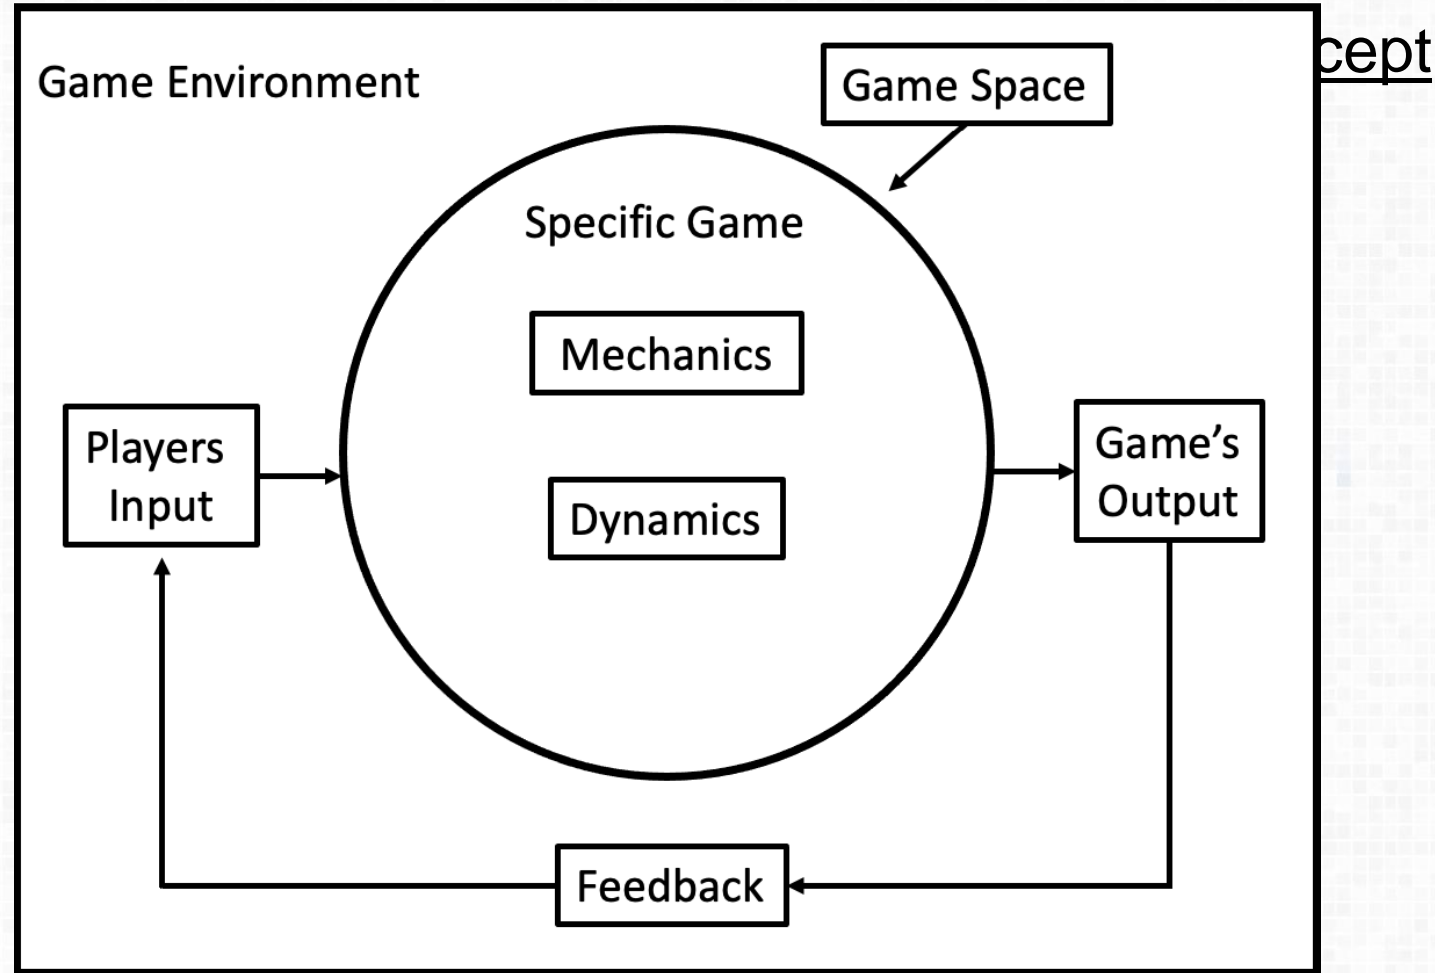 cept
Game Environment
Game Space
Specific Game
Mechanics
Players
Input
Dynamics
Game’s
Output
Feedback